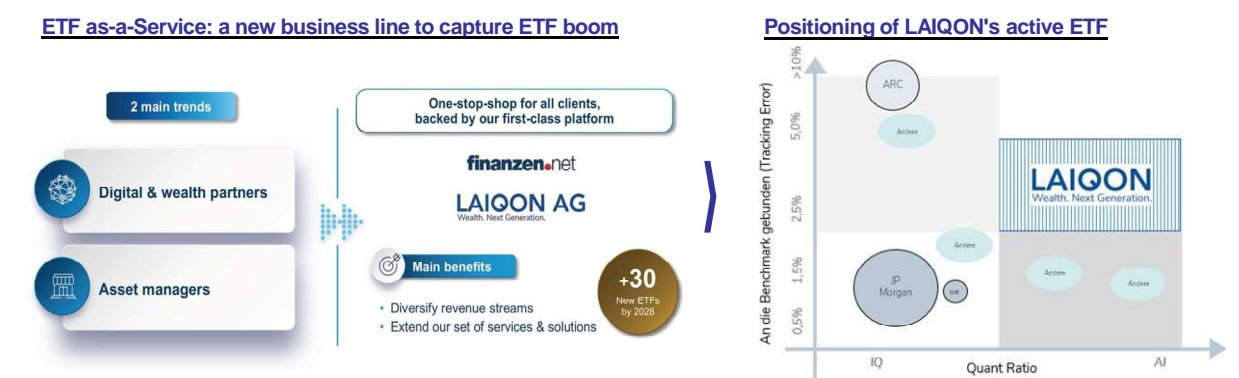 ETF as-a-Service: a new business line to capture ETF boom
2 main trends
Digital & wealth partners
Asset managers
One-stop-shop for all clients,
backed by our first-class platform
finanzen.net
LAIQON AG
Wealth. Next Generation.
Main benefits
• Diversify revenue streams
• Extend our set of services & solutions
+30
New ETFs
by 2028
Positioning of LAIQON's active ETF
An die Benchmark gebunden (Tracking Error)
>10%
5,0%
2,5%
1,5%
0,5%
ARC
Andere
LAIQON
Wealth. Next Generation.
Andere
JP
Morgan
Andere
Andere
IQ
Quant Ratio
AI